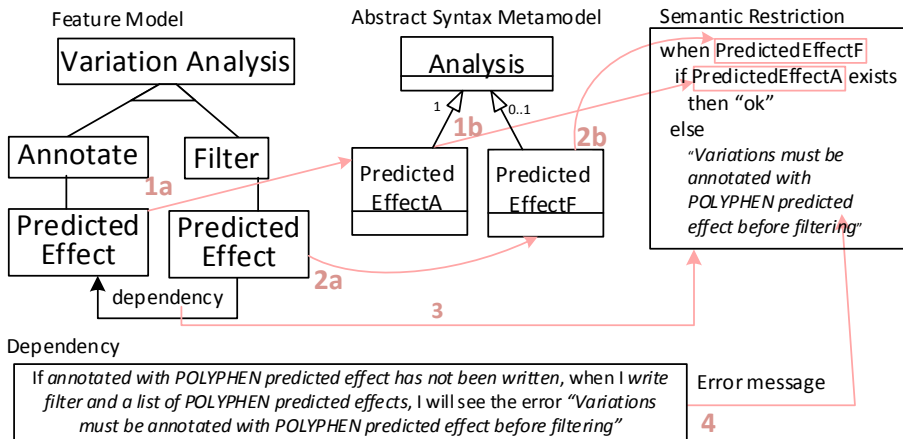 Feature Model
Abstract Syntax Metamodel
Semantic Restriction
Variation Analysis
Annotate
Filter
Predicted
Effect
Predicted
Effect
dependency
1a
2a
3
Analysis
1
0..1
1b
2b
Predicted
EffectA
Predicted
EffectF
when PredictedEffectF
if PredictedEffectA exists
then “ok”
else
“Variations must be
annotated with
POLYPHEN predicted
effect before filtering”
Dependency
If annotated with POLYPHEN predicted effect has not been written, when I write
filter and a list of POLYPHEN predicted effects, I will see the error “Variations
must be annotated with POLYPHEN predicted effect before filtering”
Error message
4